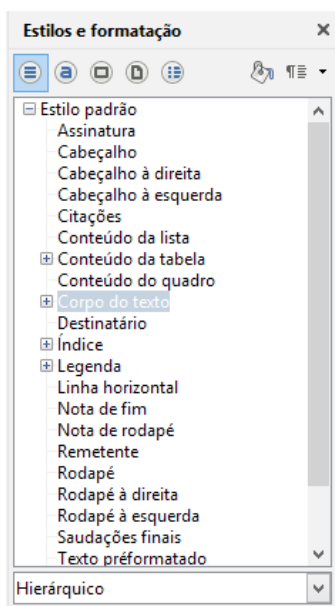 Estilos e formatação
Estilo padrão
Assinatura
Cabeçalho
Cabeçalho à direita
Cabeçalho à esquerda
Citações
Conteúdo da lista
Conteúdo da tabela
Conteúdo do quadro
Corpo do texto
Destinatário
Índice
Legenda
Linha horizontal
Nota de fim
Nota de rodapé
Remetente
Rodapé
Rodapé à direita
Rodapé à esquerda
Saudações finais
Texto préformatado
Hierárquico